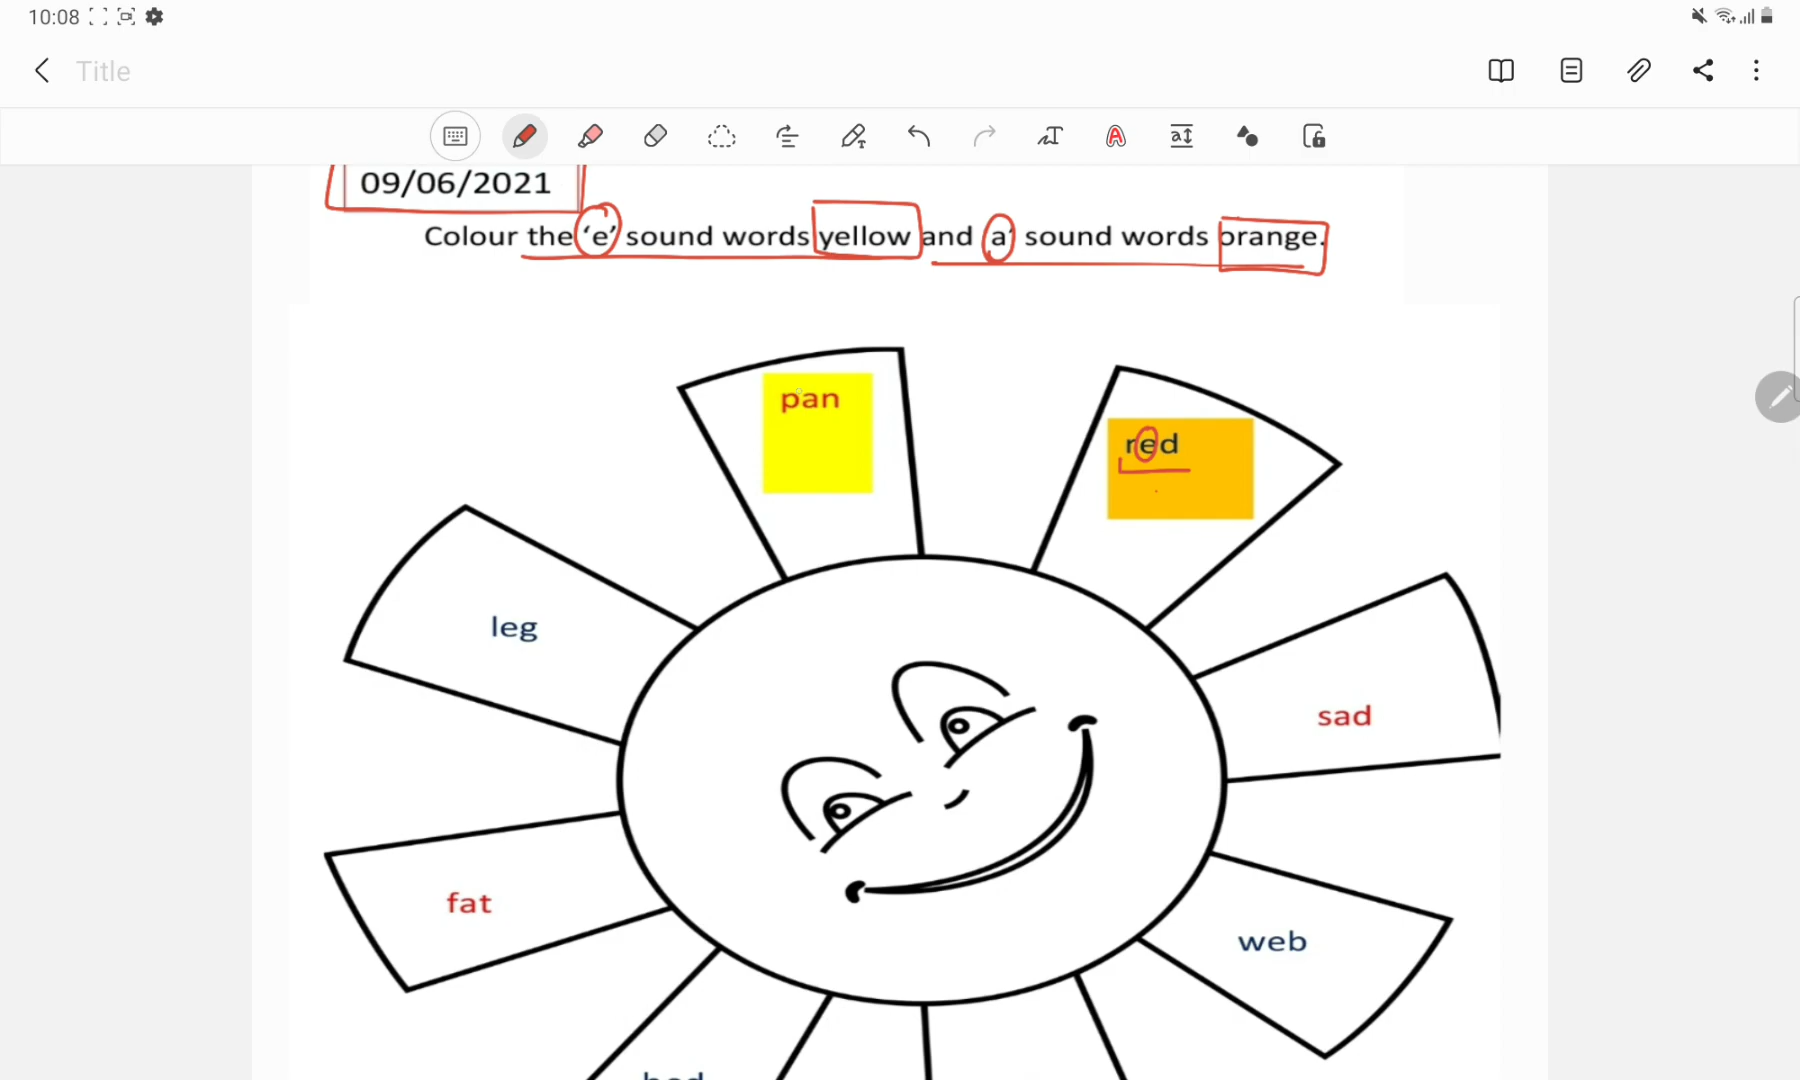 10:08
Title
09/06/2021
Colour the 'e' sound words yellow and a' sound words orange.
pan
red
leg
sad
fat
web